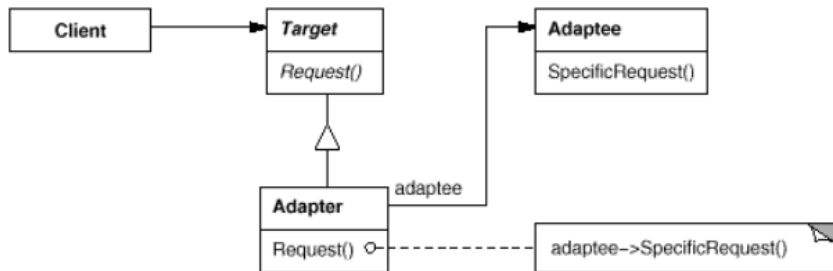 Client
Target
Request()
Adaptee
SpecificRequest()
adaptee
Adapter
Request()
adaptee->SpecificRequest()